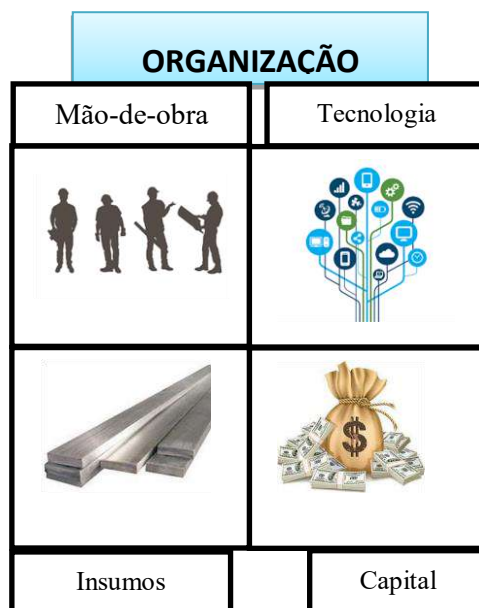 ORGANIZAÇÃO
Mão-de-obra
Tecnologia
$
Insumos
Capital